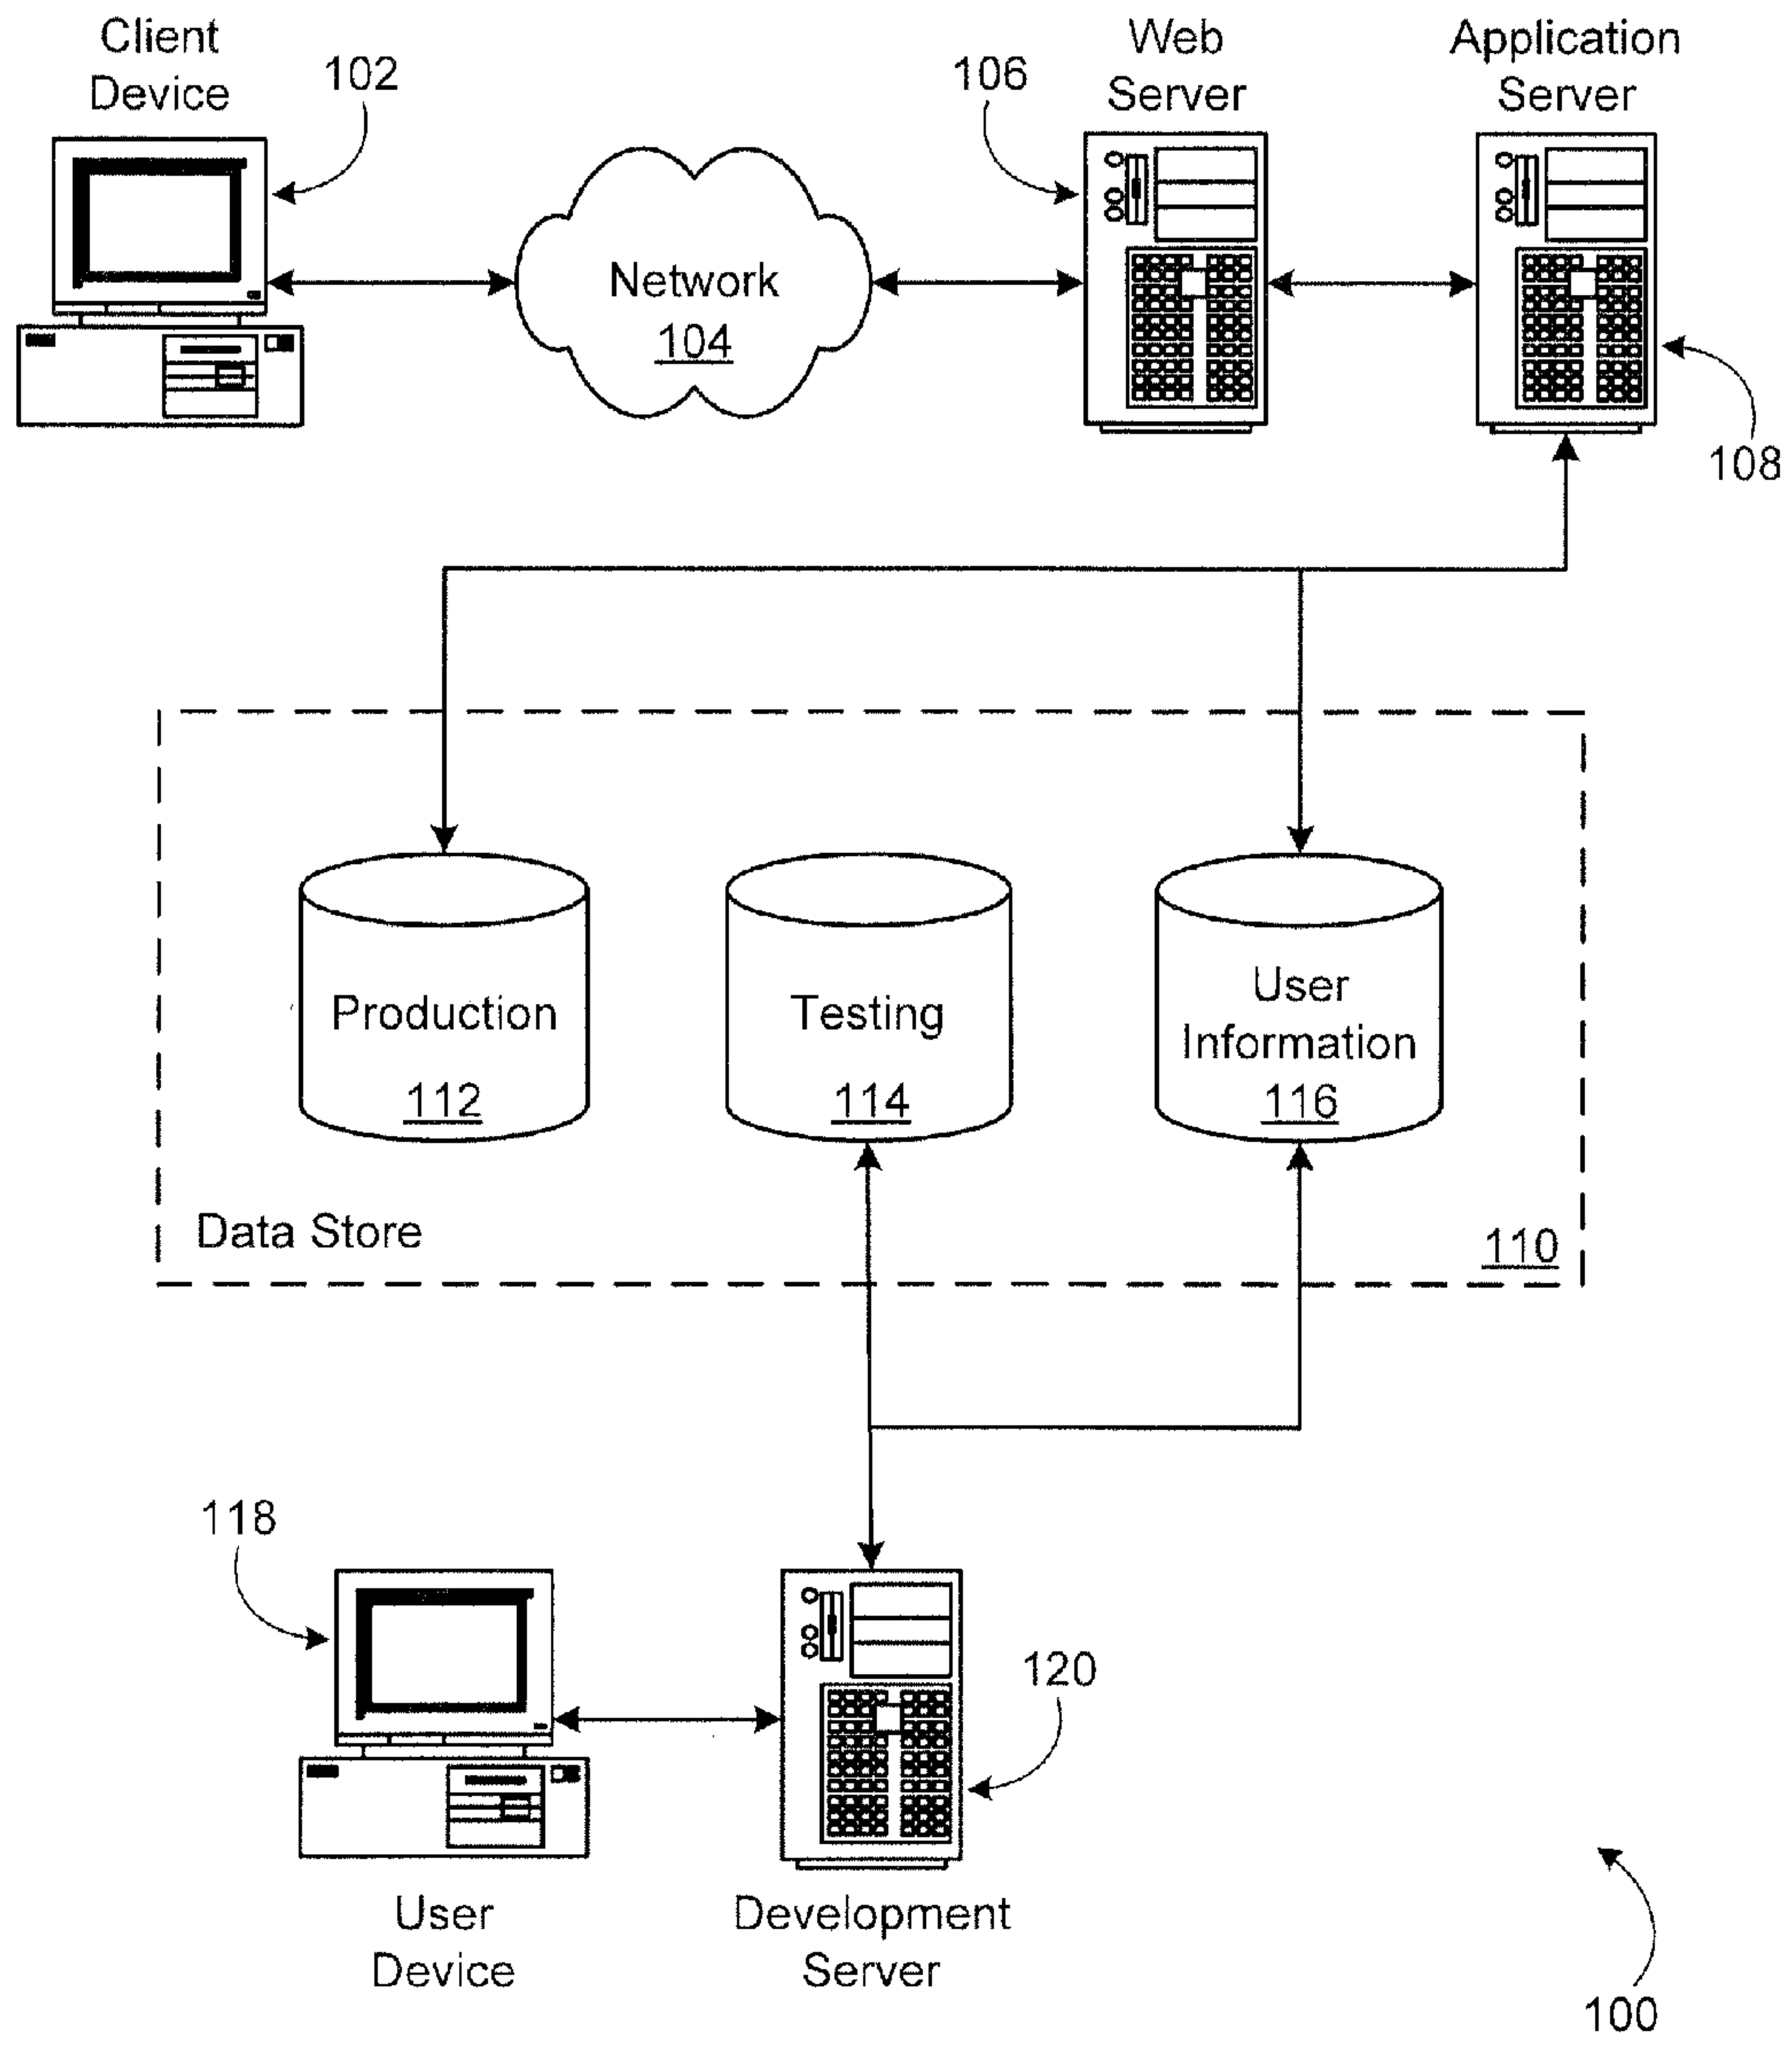 Client
Device
102
106
Web
Server
Application
Server
Network
104
108
Production
112
Testing
114
User
Information
116
Data Store
110
118
120
User
Device
Development
Server
100